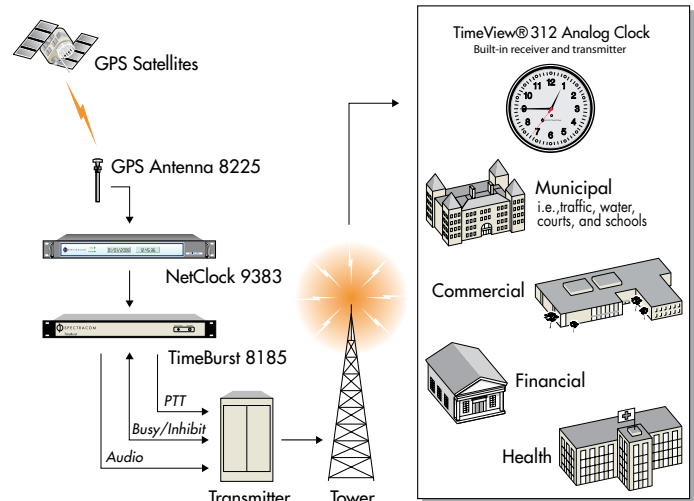 GPS Satellites
GPS Antenna 8225
NetClock 9383
SPECTRACOM
TimeBurst
TimeBurst 8185
PTT
Busy/Inhibit
Audio
Transmitter
Tower
TimeView® 312 Analog Clock
Built-in receiver and transmitter
12
1
2
3
4
5
6
7
8
9
10
11
Municipal
i.e.,traffic, water,
courts, and schools
Commercial
Financial
Health